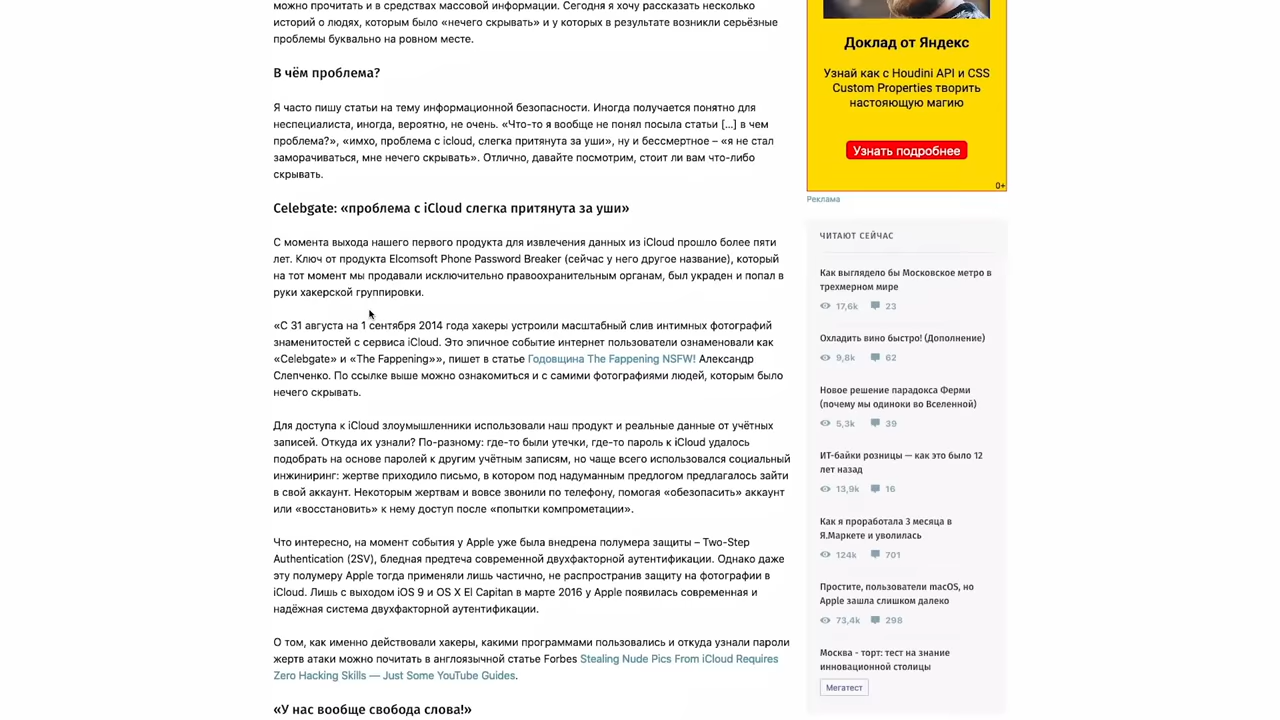 можно прочитать и в средствах массовой информации. Сегодня я хочу рассказать несколько
историй о людях, которым было «нечего скрывать» и у которых в результате возникли серьёзные
проблемы буквально на ровном месте.
В чём проблема?
Я часто пишу статьи на тему информационной безопасности. Иногда получается понятно для
неспециалиста, иногда, вероятно, не очень. «Что-то я вообще не понял посыла статьи [...] в чем
проблема?», «имхо, проблема с icloud, слегка притянута за уши», ну и бессмертное – «я не стал
заморачиваться, мне нечего скрывать». Отлично, давайте посмотрим, стоит ли вам что-либо
скрывать.
Celebgate: «проблема с iCloud слегка притянута за уши»
С момента выхода нашего первого продукта для извлечения данных из iCloud прошло более пяти
лет. Ключ от продукта Elcomsoft Phone Password Breaker (сейчас у него другое название), который
на тот момент мы продавали исключительно правоохранительным органам, был украден и попал в
руки хакерской группировки.
«С 31 августа на 1 сентября 2014 года хакеры устроили масштабный слив интимных фотографий
знаменитостей с сервиса iCloud. Это эпичное событие интернет пользователи ознаменовали как
«Celebgate» и «The Fappening»», пишет в статье Годовщина The Fappening NSFW! Александр
Слепченко. По ссылке выше можно ознакомиться и с самими фотографиями людей, которым было
нечего скрывать.
Для доступа к iCloud злоумышленники использовали наш продукт и реальные данные от учётных
записей. Откуда их узнали? По-разному: где-то были утечки, где-то пароль к iCloud удалось
подобрать на основе паролей к другим учётным записям, но чаще всего использовался социальный
инжиниринг: жертве приходило письмо, в котором под надуманным предлогом предлагалось зайти
в свой аккаунт. Некоторым жертвам и вовсе звонили по телефону, помогая «обезопасить» аккаунт
или «восстановить» к нему доступ после «попытки компрометации».
Что интересно, на момент события у Apple уже была внедрена полумера защиты – Two-Step
Authentication (2SV), бледная предтеча современной двухфакторной аутентификации. Однако даже
эту полумеру Apple тогда применяли лишь частично, не распространив защиту на фотографии в
iCloud. Лишь с выходом iOS 9 и OS X El Capitan в марте 2016 у Apple появилась современная и
надёжная система двухфакторной аутентификации.
О том, как именно действовали хакеры, какими программами пользовались и откуда узнали пароли
жертв атаки можно почитать в англоязычной статье Forbes Stealing Nude Pics From iCloud Requires
Zero Hacking Skills — Just Some YouTube Guides.
«У нас вообще свобода слова!»
Доклад от Яндекс
Узнай как с Houdini API и CSS
Custom Properties творить
настояющую магию
Узнать подробнее
0+
Реклама
ЧИТАЮТ СЕЙЧАС
Как выглядело бы Московское метро в
трехмерном мире
17,6k 23
Охладить вино быстро! (Дополнение)
9,8k 62
Новое решение парадокса Ферми
(почему мы одиноки во Вселенной)
5,3k 39
ИТ-байки розницы — как это было 12
лет назад
13,9k 16
Как я проработала 3 месяца в
Я.Маркете и уволилась
124k 701
Простите, пользователи macOS, но
Apple зашла слишком далеко
73,4k 298
Москва - торт: тест на знание
инновационной столицы
Мегатест